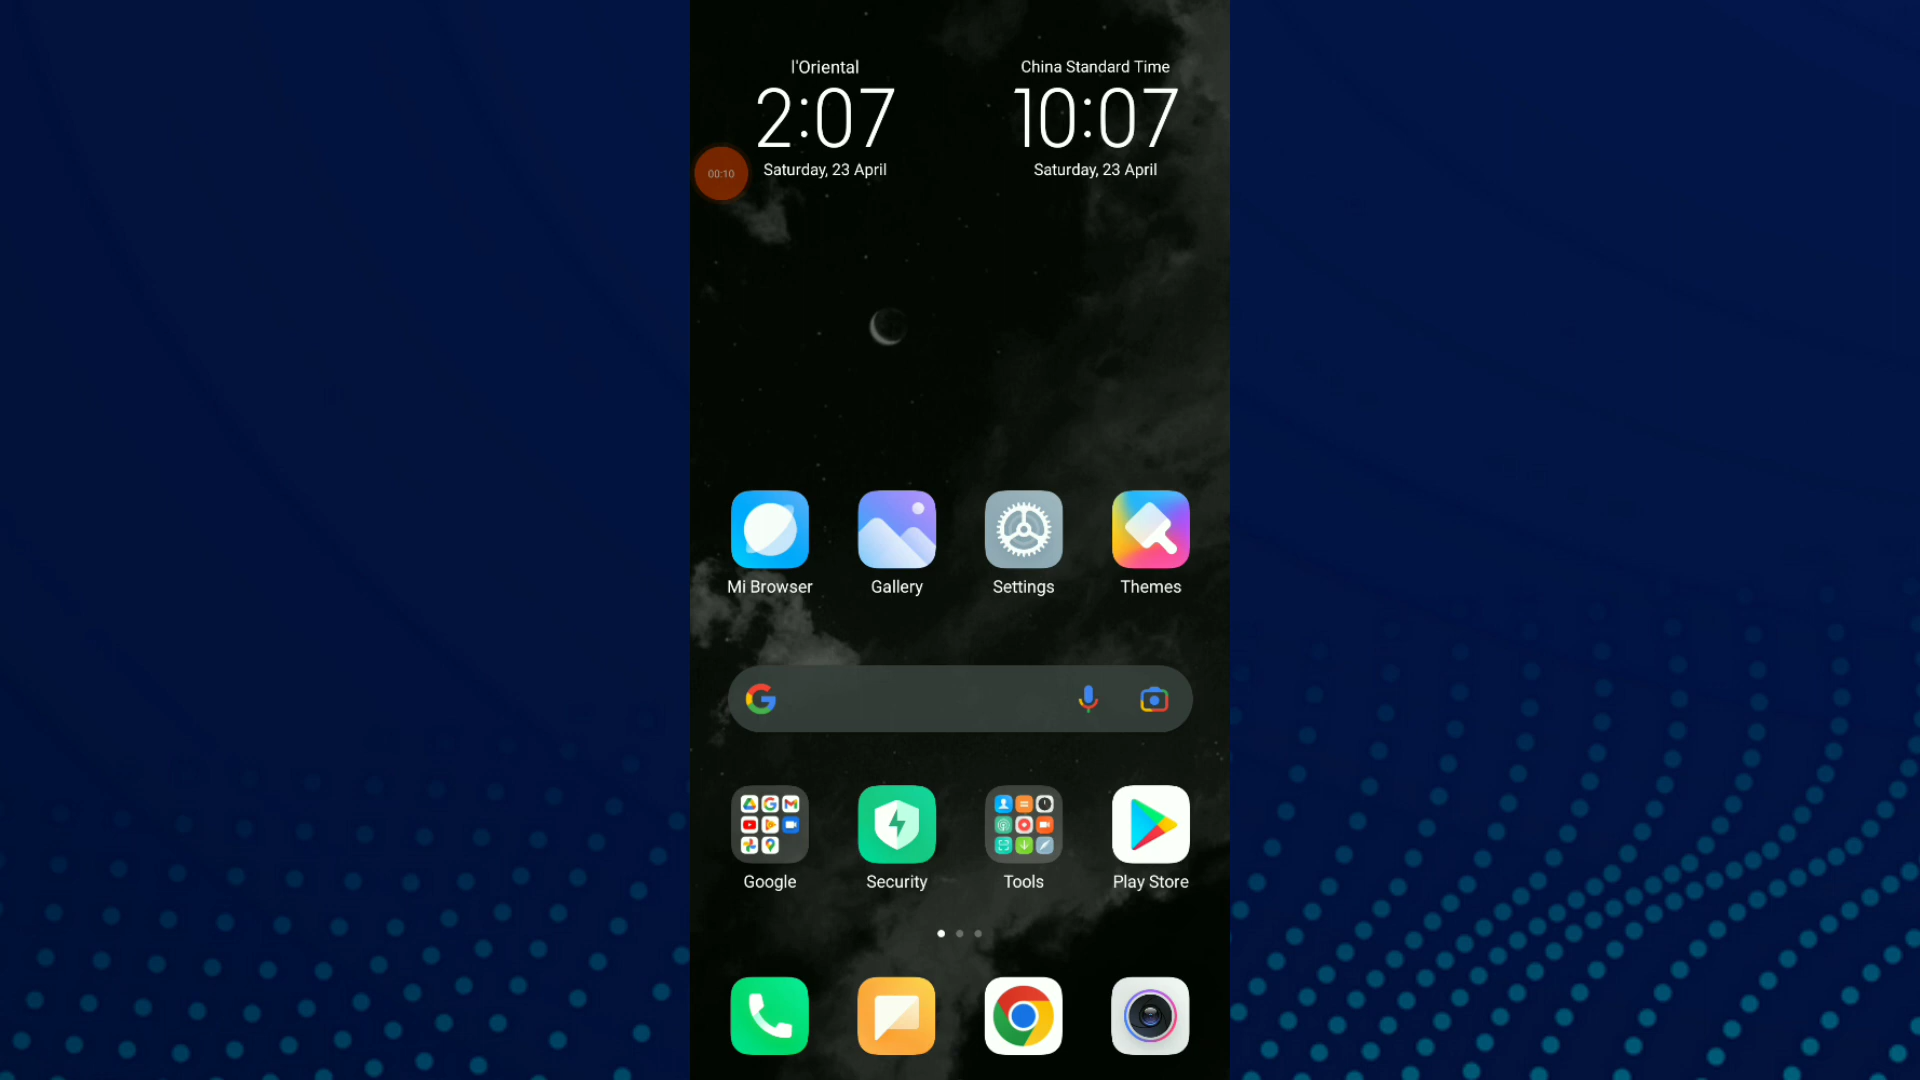 l'Oriental
China Standard Time
2:07
10:07
Saturday, 23 April
Saturday, 23 April
00:10
Mi Browser
Gallery
Settings
Themes
Google
Security
Tools
Play Store